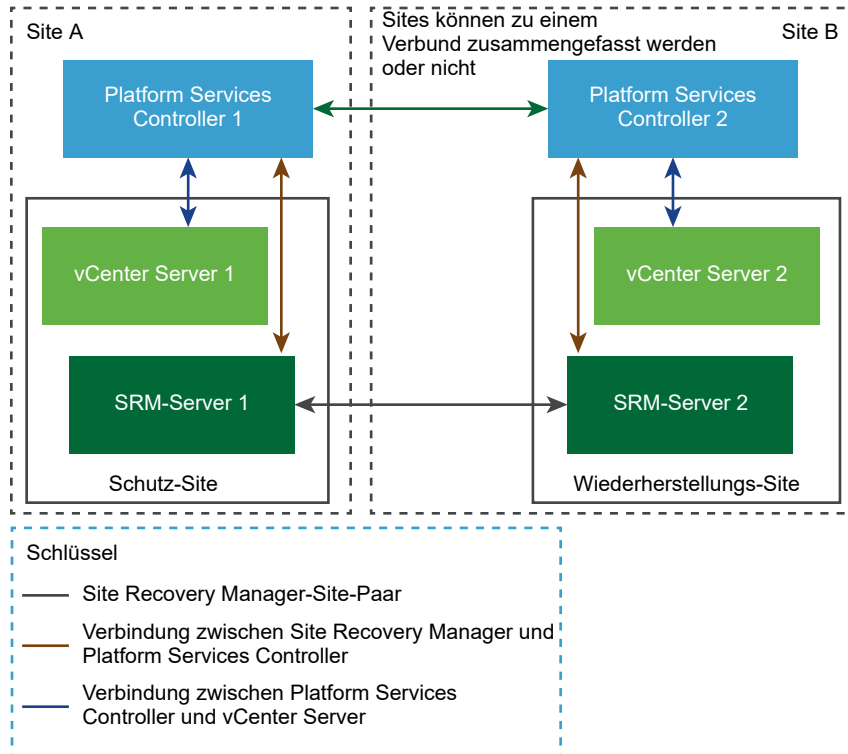 Site A
Sites können zu einem
Verbund zusammengefasst werden
oder nicht
Site B
Platform Services
Controller 1
Platform Services
Controller 2
vCenter Server 1
vCenter Server 2
SRM-Server 1
SRM-Server 2
Schutz-Site
Wiederherstellungs-Site
Schlüssel
Site Recovery Manager-Site-Paar
Verbindung zwischen Site Recovery Manager und
Platform Services Controller
Verbindung zwischen Platform Services
Controller und vCenter Server